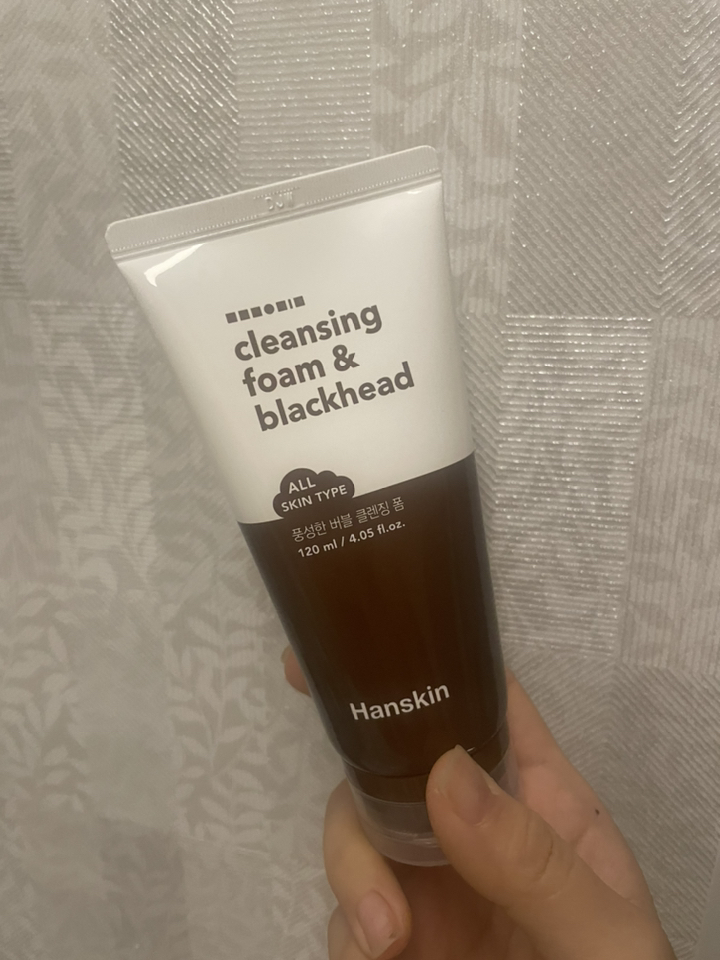 cleansing
foam &
blackhead
ALL
SKIN TYPE
풍성한 버블 클렌징 폼
120 ml / 4.05 fl.oz.
Hanskin